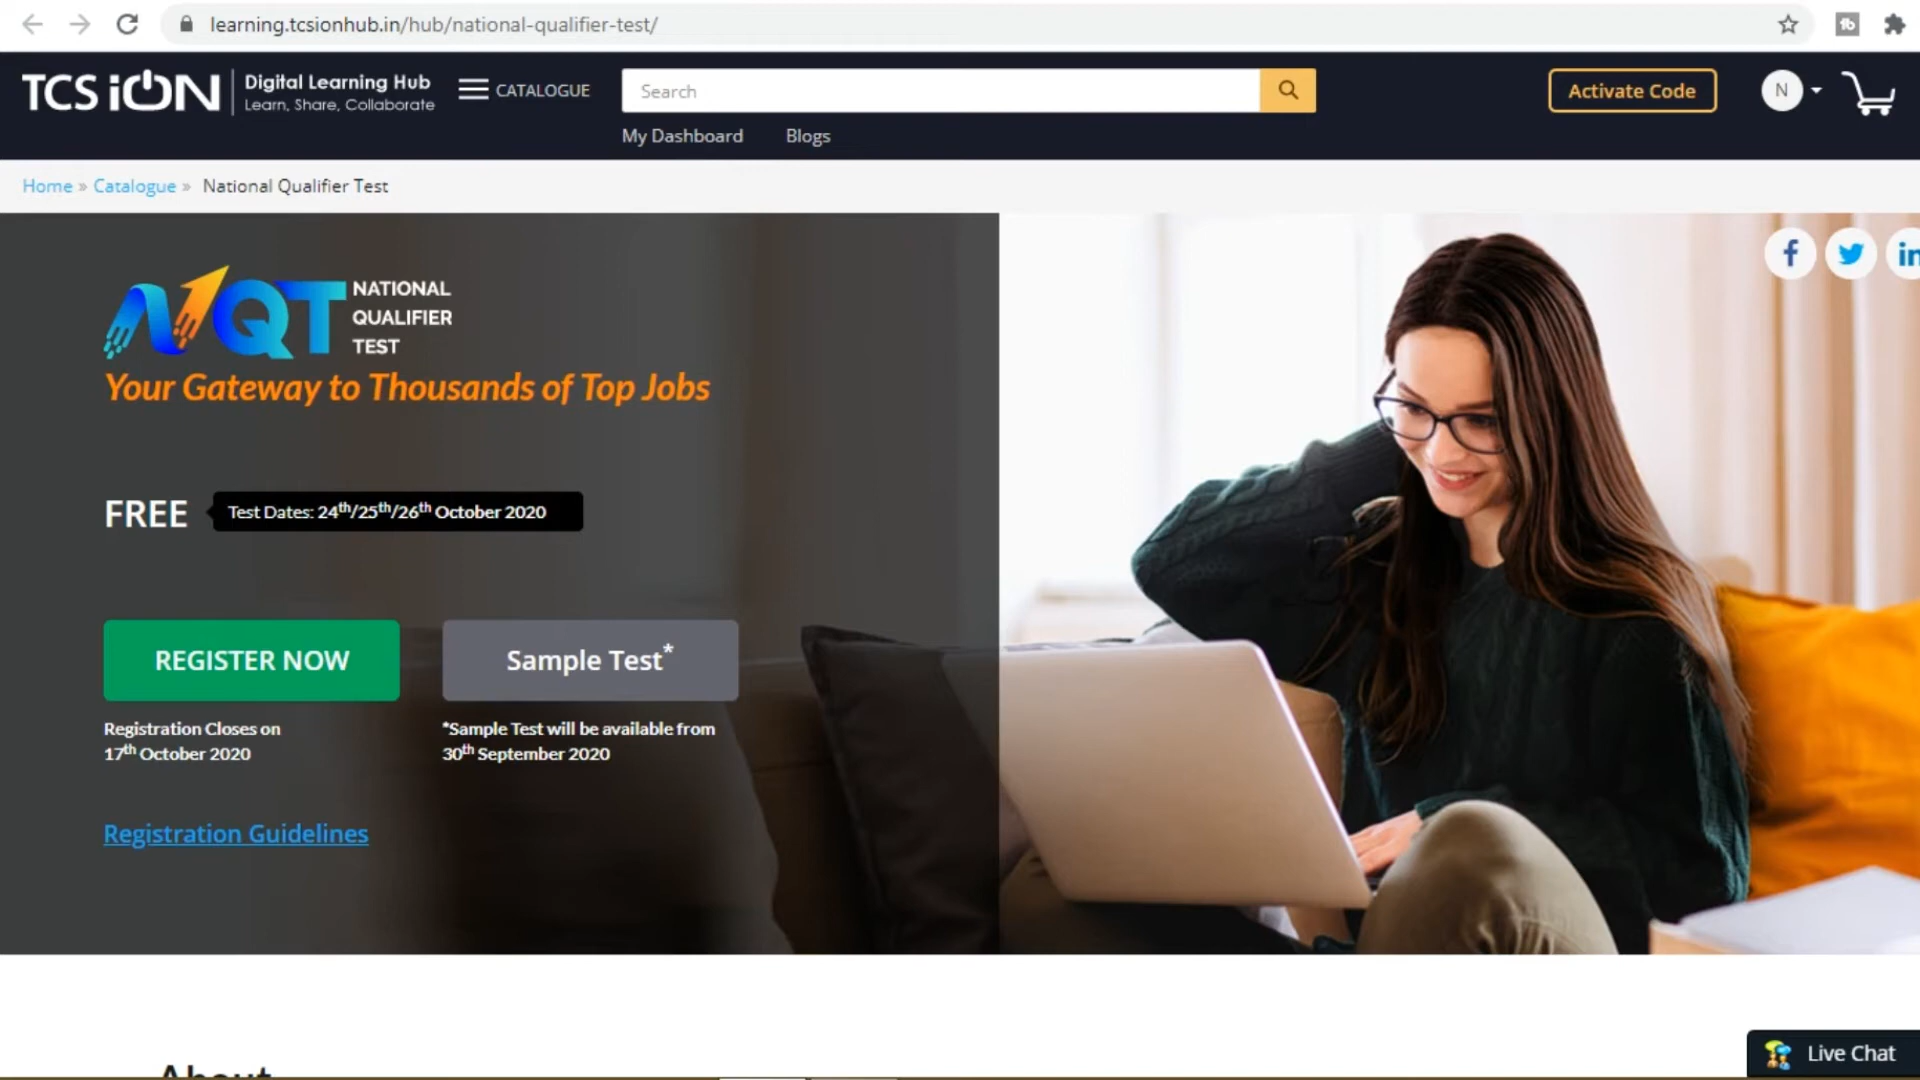 learning.tcsionhub.in/hub/national-qualifier-test/
TCS iON
Digital Learning Hub
Learn, Share, Collaborate
CATALOGUE
Search
Activate Code
N
My Dashboard
Blogs
Home » Catalogue » National Qualifier Test
NQT
NATIONAL
QUALIFIER
TEST
Your Gateway to Thousands of Top Jobs
FREE
Test Dates: 24th/25th/26th October 2020
REGISTER NOW
Sample Test*
Registration Closes on
17th October 2020
*Sample Test will be available from
30th September 2020
Registration Guidelines
About
Live Chat